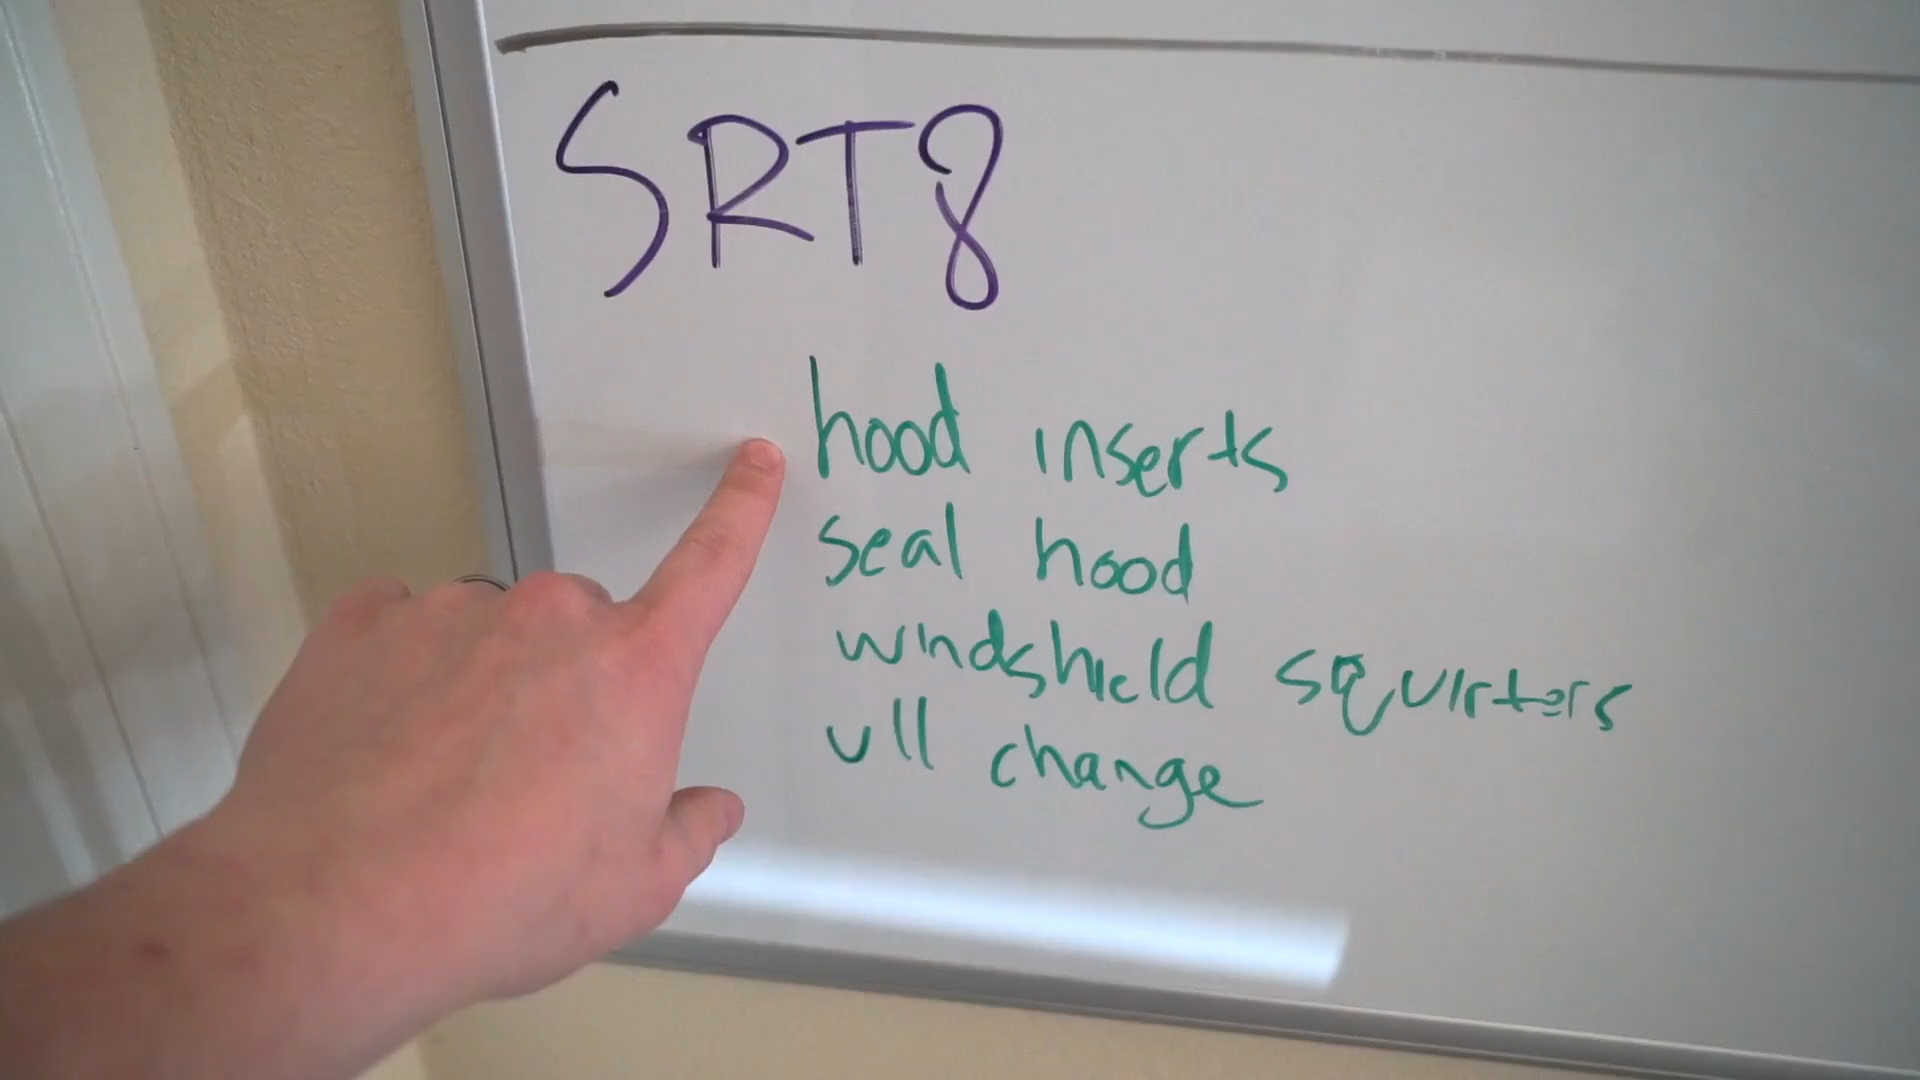 SRT8
hood inserts
seal hood
windshield squirters
oil change